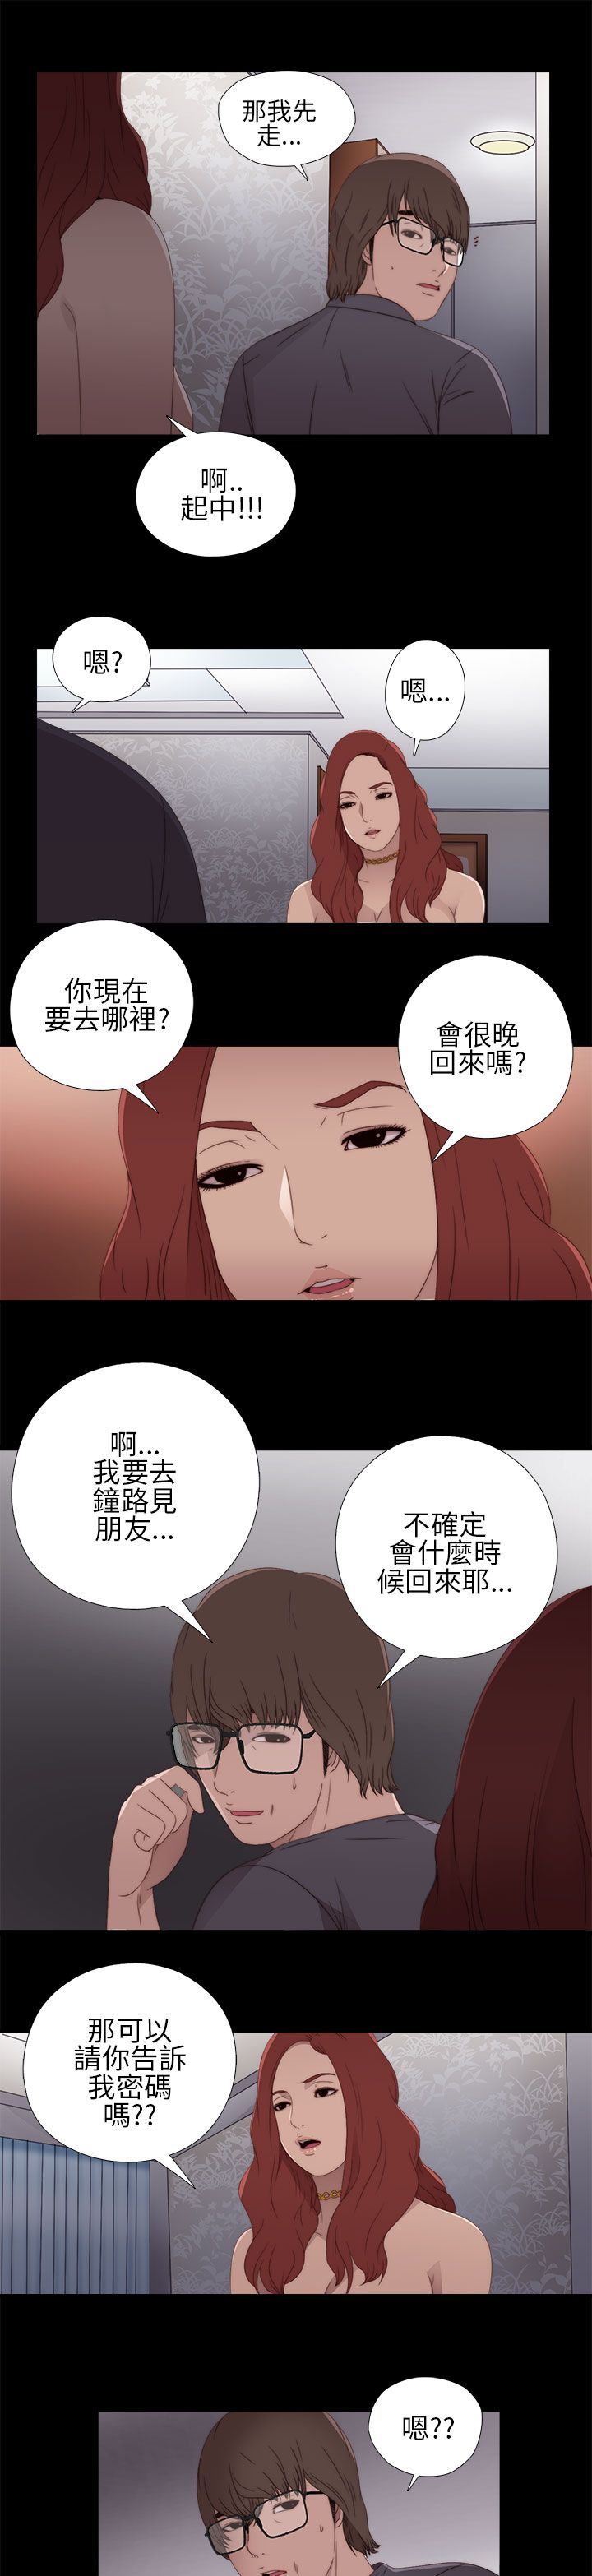 那我先
走...
啊..
起中!!!
嗯?
嗯...
你現在
要去哪裡?
會很晚
回來嗎?
啊...
我要去
鐘路見
朋友...
不確定
會什麼時
候回來耶...
那可以
請你告訴
我密碼
嗎??
嗯??